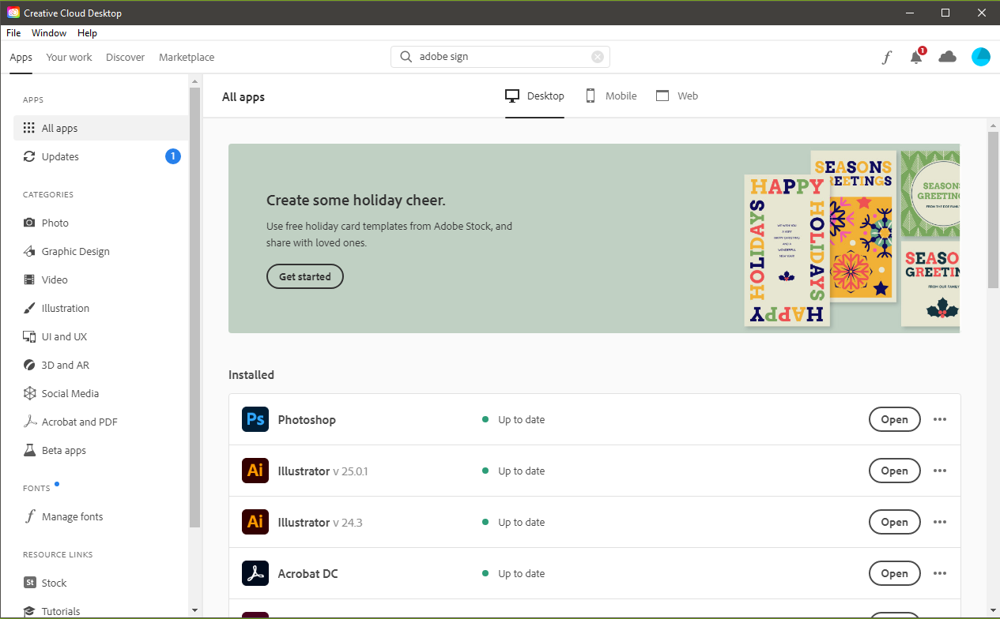 Creative Cloud Desktop
File Window Help
Apps Your work Discover Marketplace
adobe sign
1
APPS
All apps
Updates 1
CATEGORIES
Photo
Graphic Design
Video
Illustration
UI and UX
3D and AR
Social Media
Acrobat and PDF
Beta apps
FONTS
Manage fonts
RESOURCE LINKS
St Stock
Tutorials
All apps
Desktop Mobile Web
Create some holiday cheer.
Use free holiday card templates from Adobe Stock, and
share with loved ones.
Get started
HAPPY
HOLIDAYS
HOLIDAYS
HAPPY
WE WISH YOU
A VERY
HAPPY CHRISTMAS
AND A
WONDERFUL
NEW YEAR!
SEASONS
REETINGS
SEASONS
GREETING
FROM THE DOE FAMILY
SEASO
GREETIN
FROM OUR FAMILY
Installed
Ps Photoshop Up to date Open
Ai Illustrator v 25.0.1 Up to date Open
Ai Illustrator v 24.3 Up to date Open
Acrobat DC Up to date Open